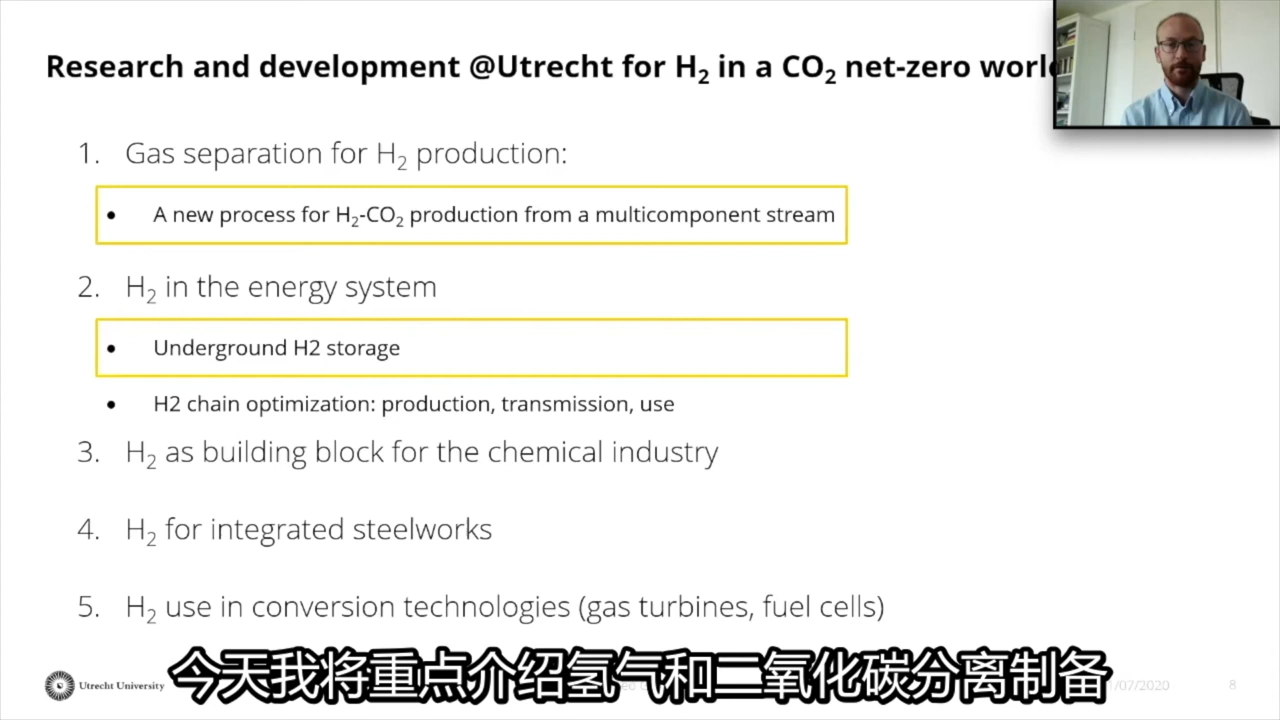 Research and development @Utrecht for H₂ in a CO₂ net-zero world
1. Gas separation for H₂ production:
• A new process for H₂-CO₂ production from a multicomponent stream
2. H₂ in the energy system
• Underground H2 storage
• H2 chain optimization: production, transmission, use
3. H₂ as building block for the chemical industry
4. H₂ for integrated steelworks
5. H₂ use in conversion technologies (gas turbines, fuel cells)
今天我将重点介绍氢气和二氧化碳分离制备
Utrecht University
/07/2020
8